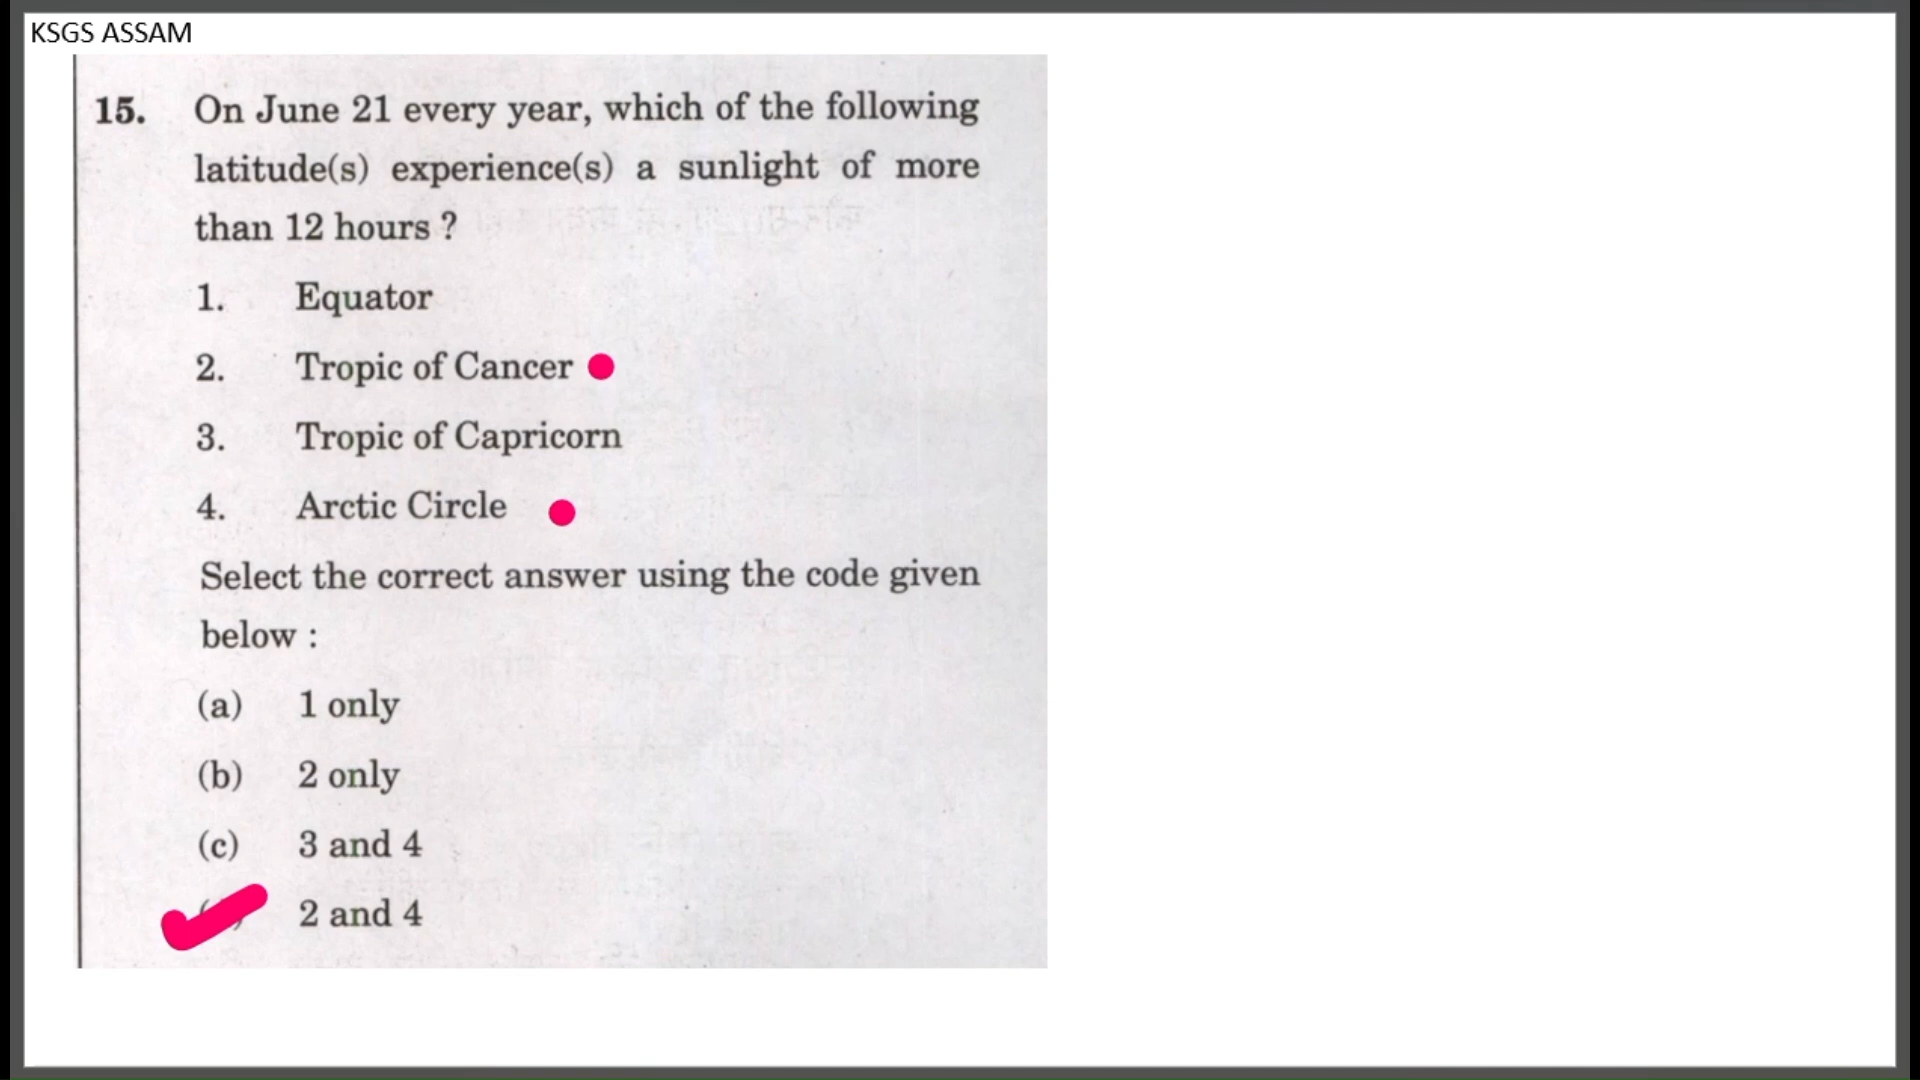 KSGS ASSAM
15. On June 21 every year, which of the following
latitude(s) experience(s) a sunlight of more
than 12 hours ?
1. Equator
2. Tropic of Cancer
3. Tropic of Capricorn
4. Arctic Circle
Select the correct answer using the code given
below :
(a) 1 only
(b) 2 only
(c) 3 and 4
2 and 4